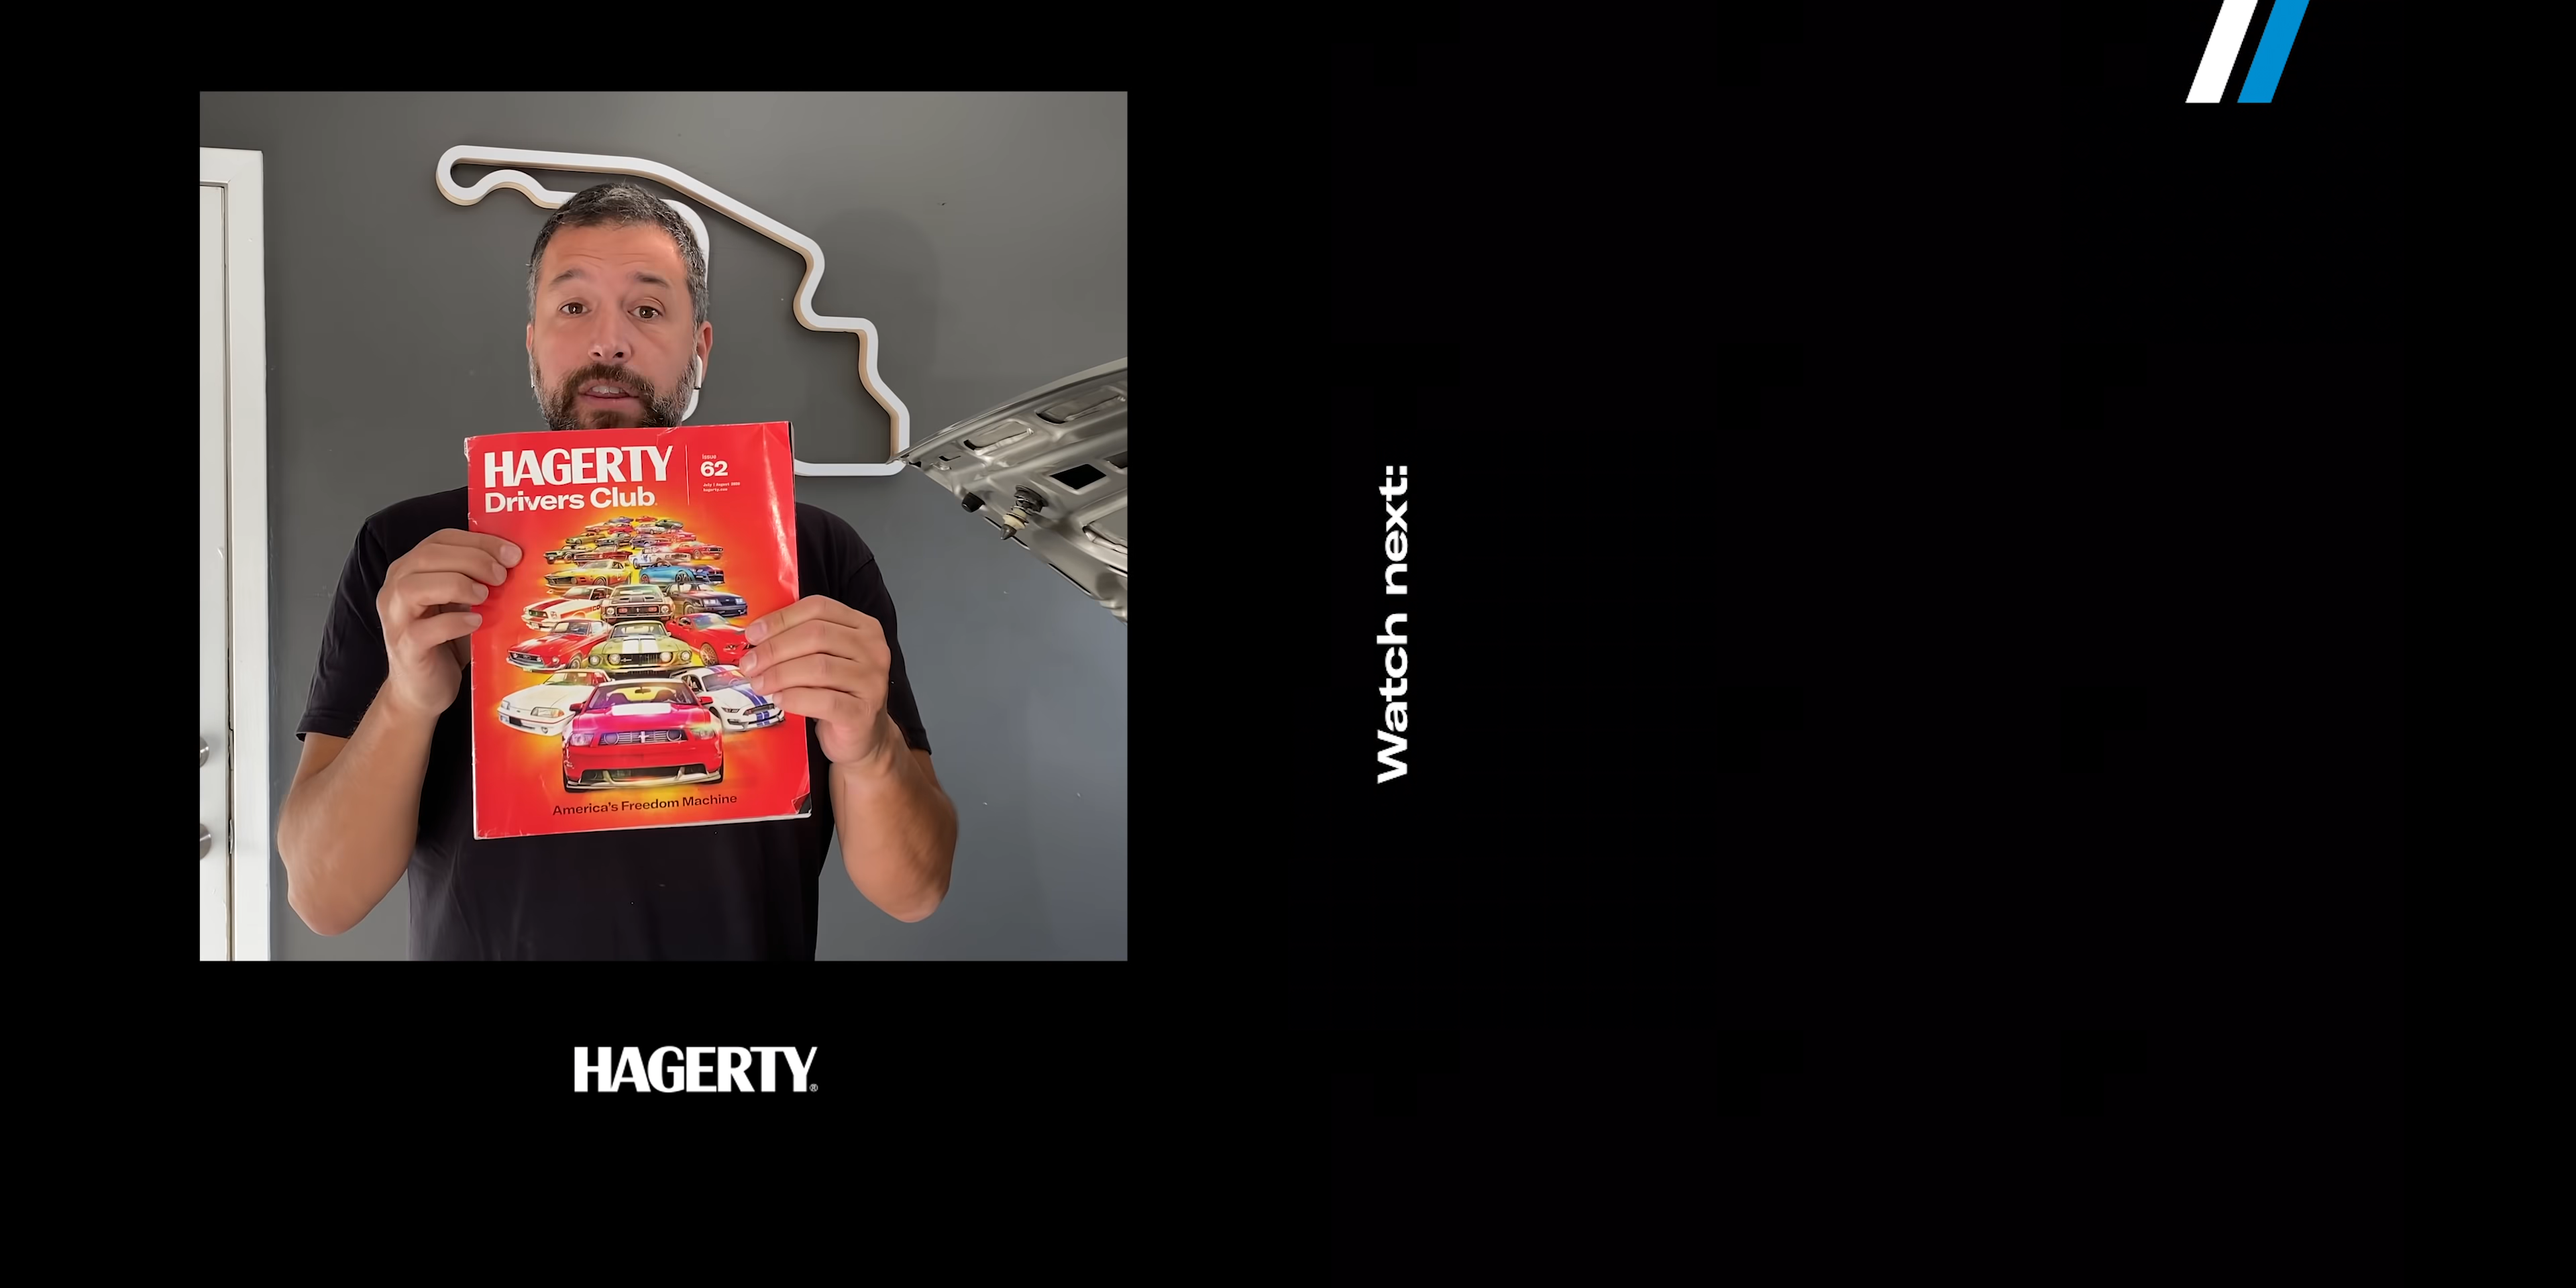 HAGERTY
Drivers Club
Issue
62
America's Freedom Machine
Watch next:
HAGERTY®